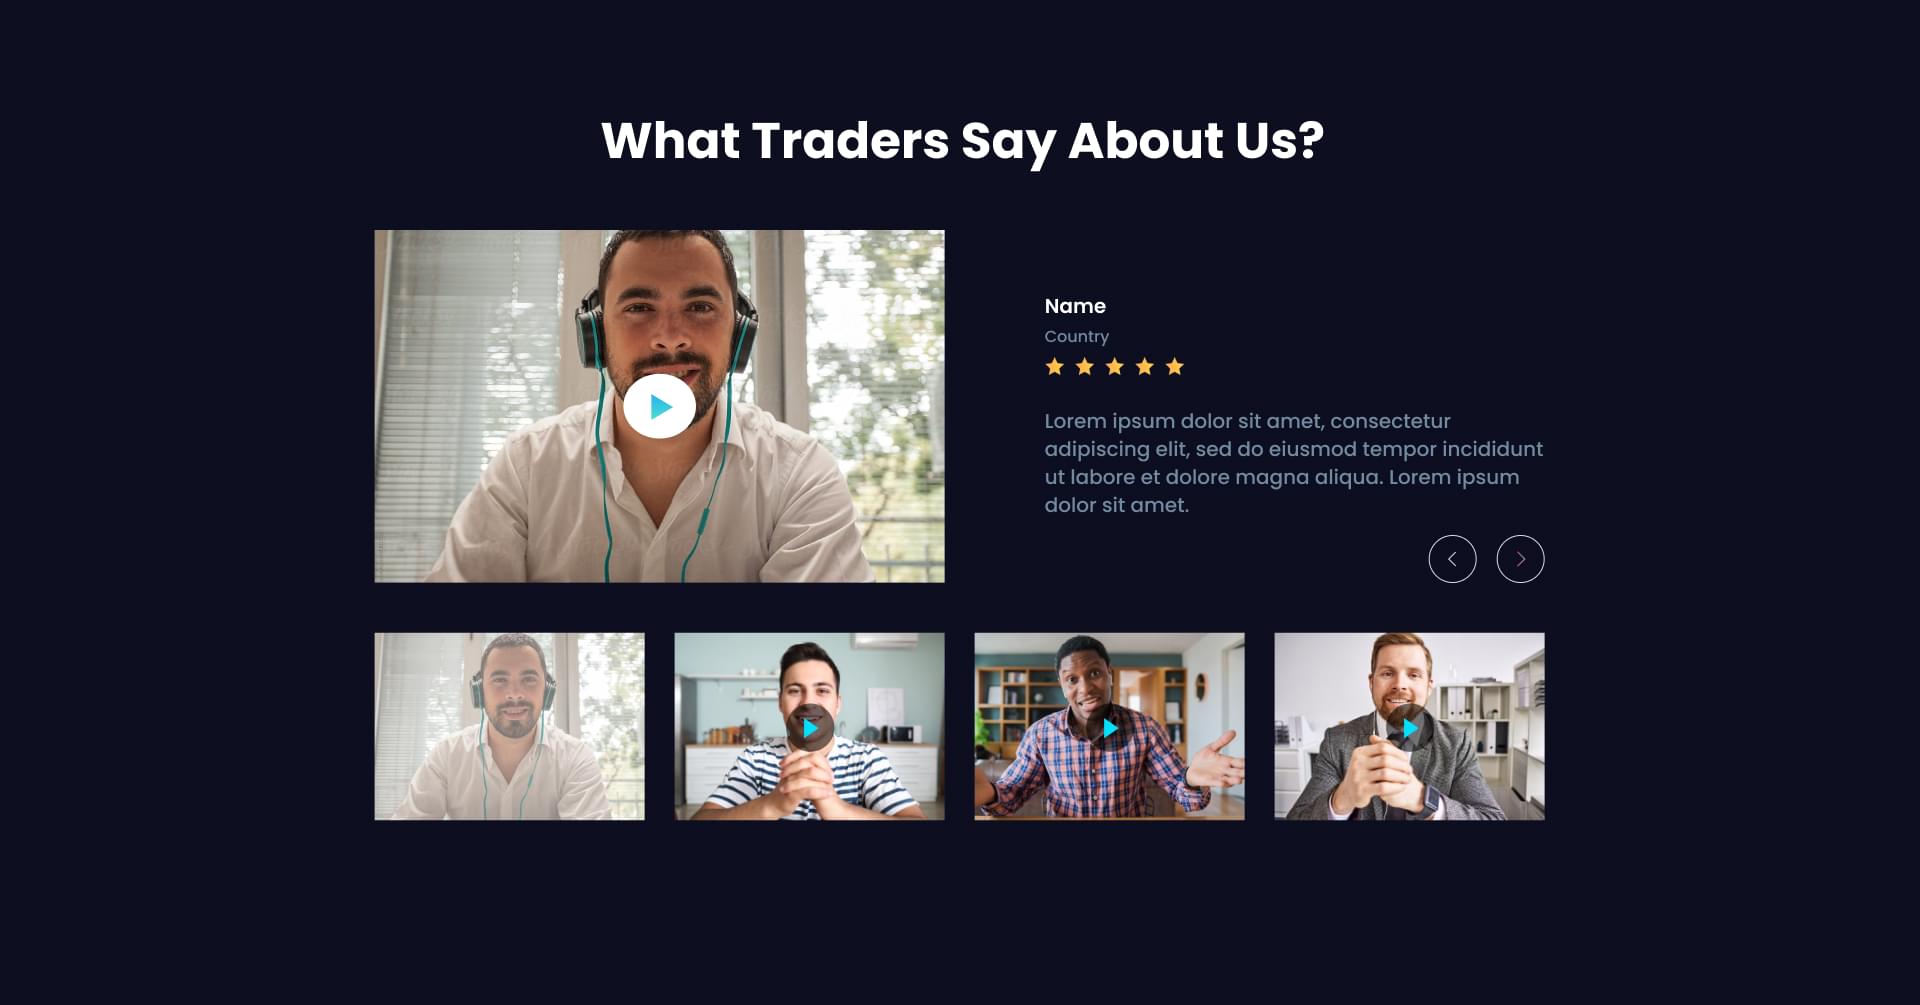 What Traders Say About Us?
Name
Country
Lorem ipsum dolor sit amet, consectetur
adipiscing elit, sed do eiusmod tempor incididunt
ut labore et dolore magna aliqua. Lorem ipsum
dolor sit amet.